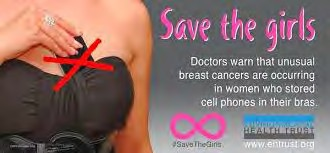 Save the girls
Doctors warn that unusual
breast cancers are occurring
in women who stored
cell phones in their bras.
HEALTH TRUST
#SaveTheGirls
www.entrust.org